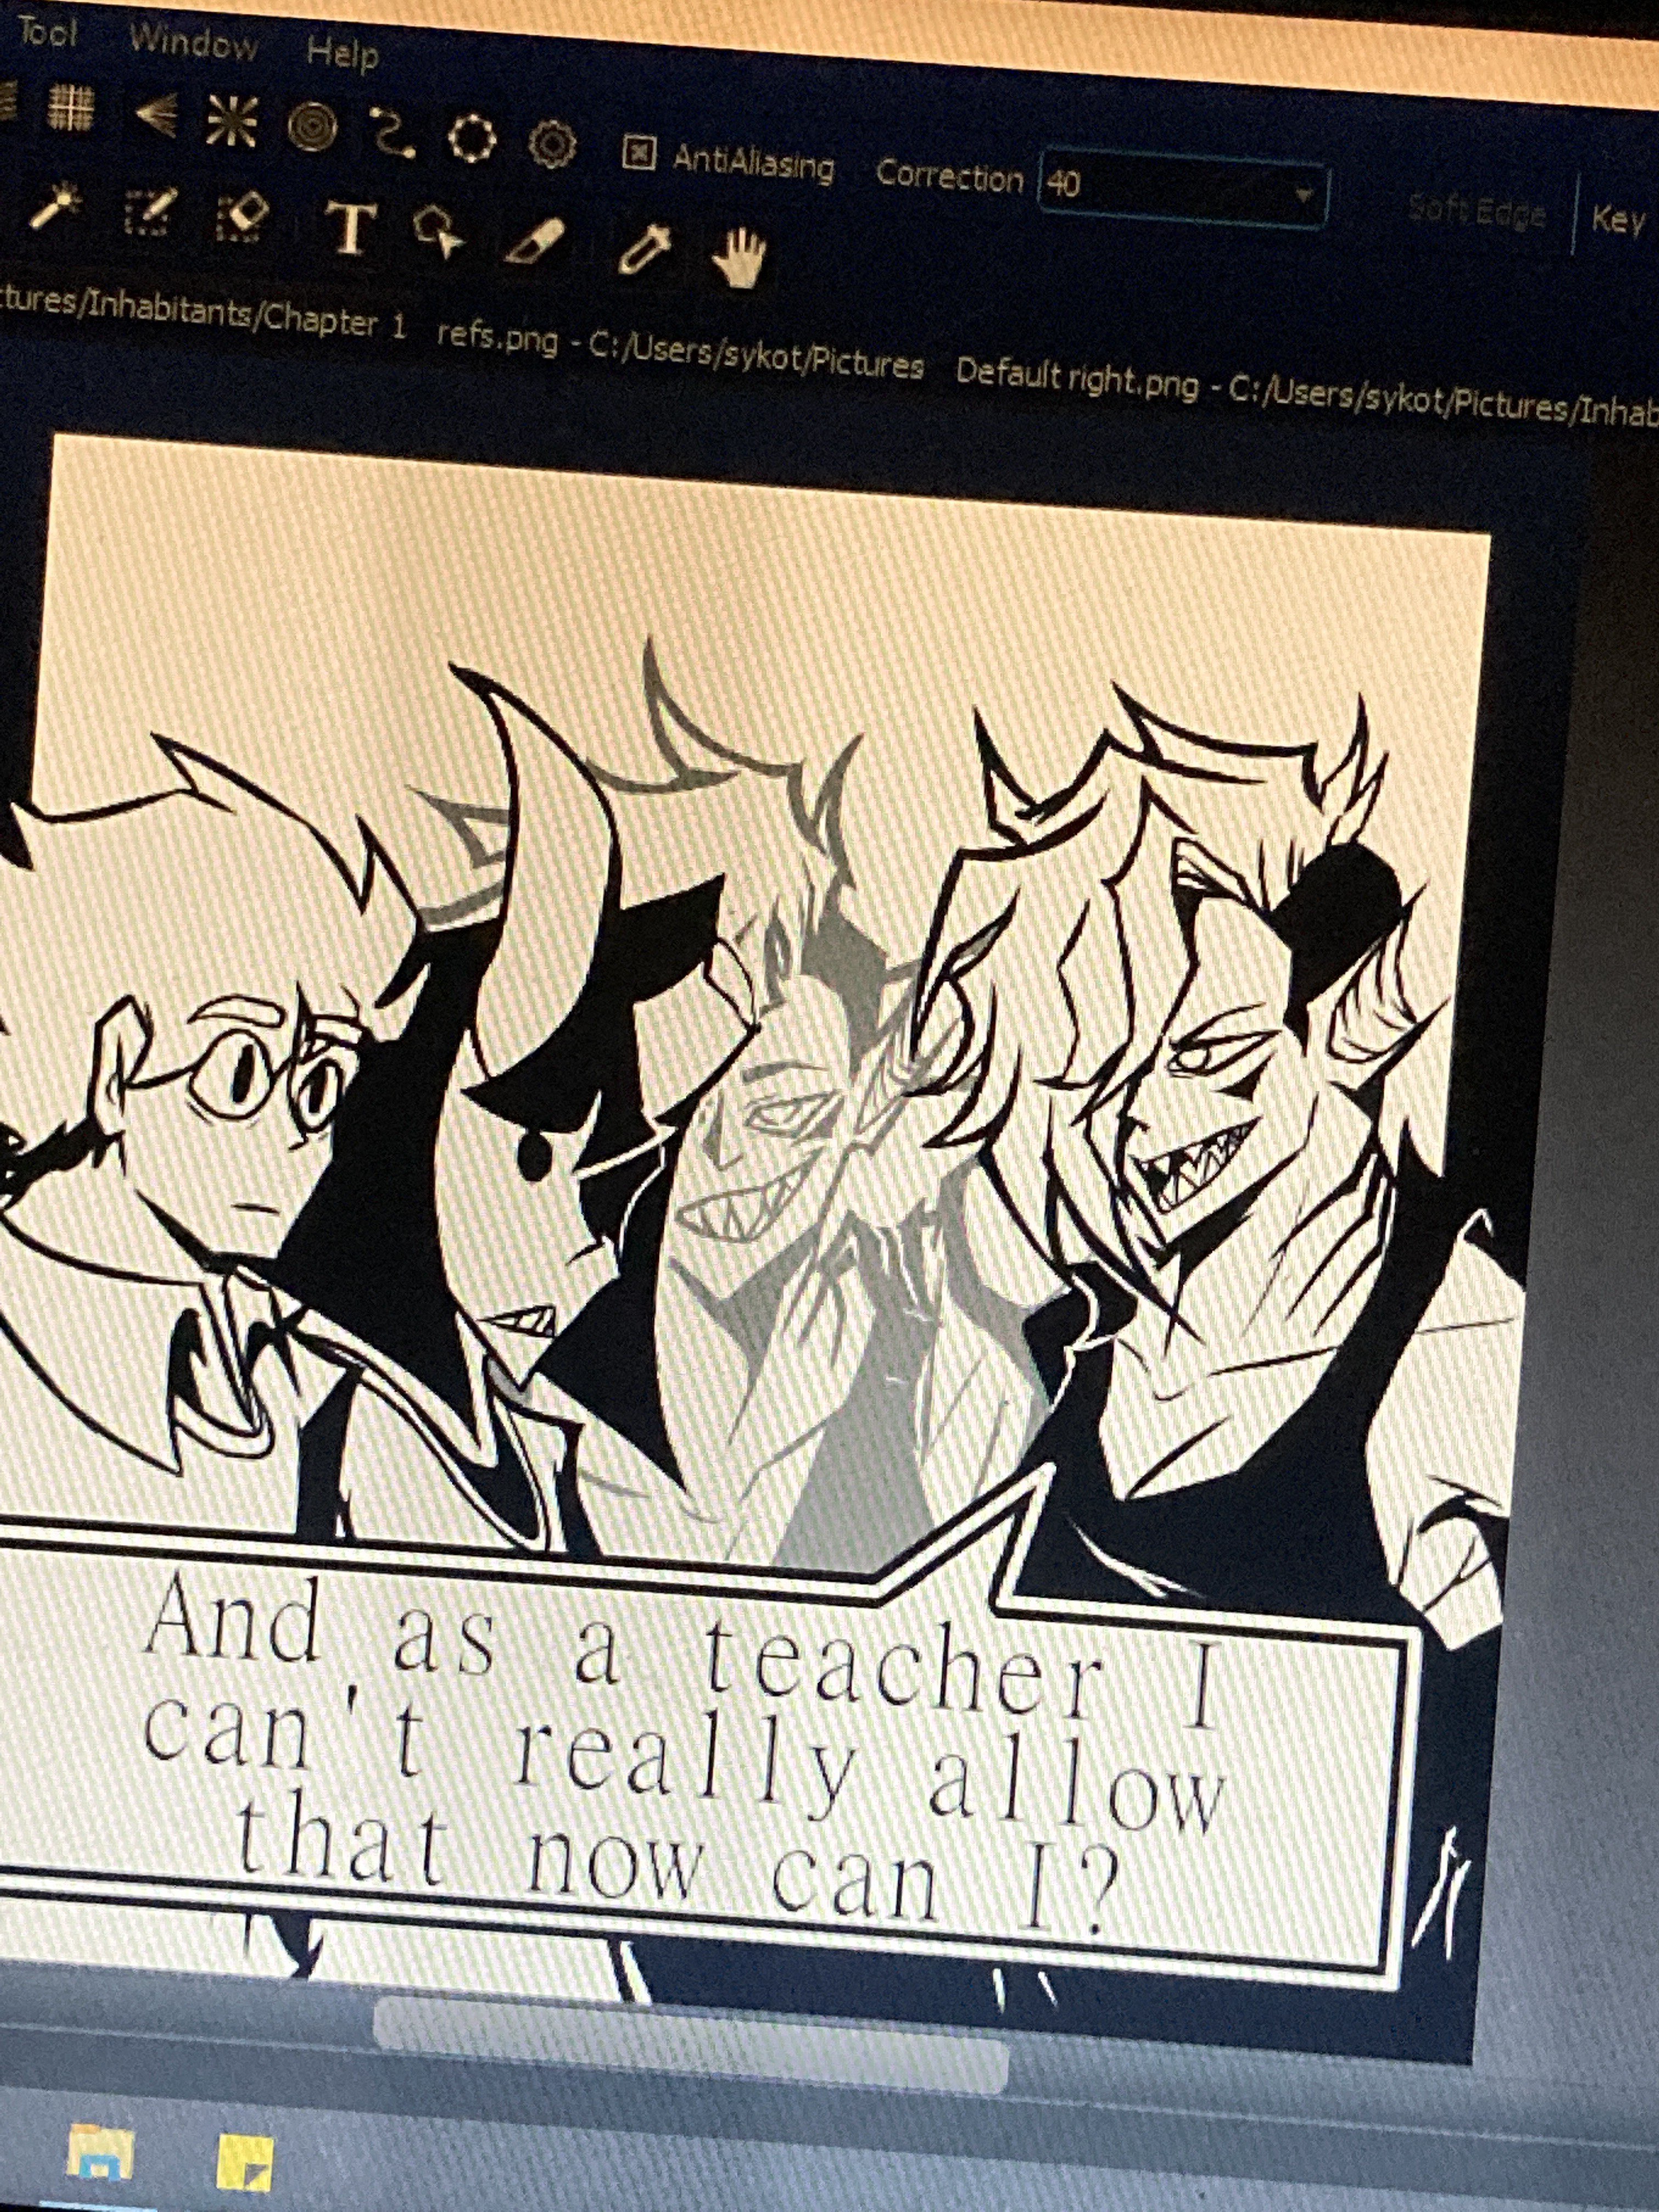 Tool Window Help
AntiAliasing Correction 40 Soft Edge Key
T
tures/Inhabitants/Chapter 1 refs.png - C:/Users/sykot/Pictures Default right.png - C:/Users/sykot/Pictures/Inhab
And as a teacher I
can't really allow
that now can I?